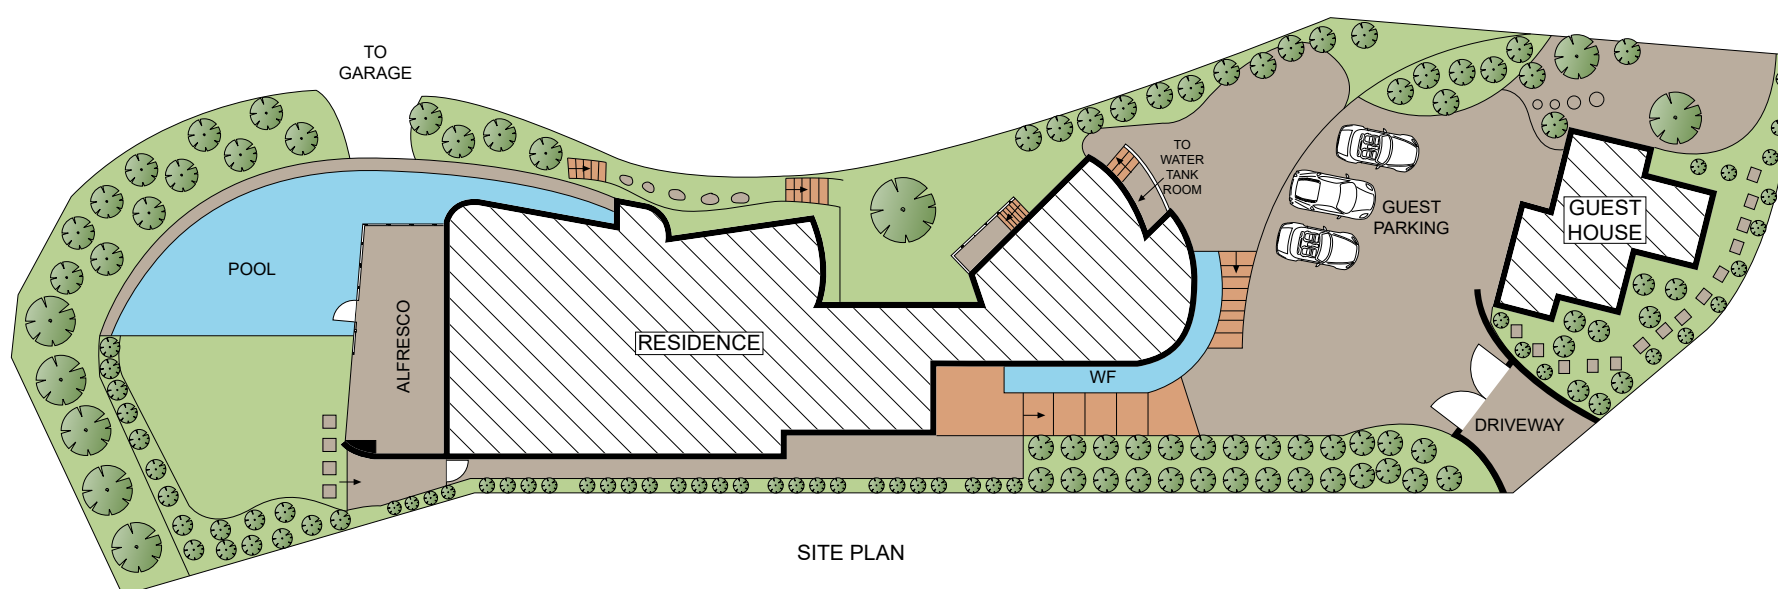 TO
GARAGE
TO
WATER
TANK
ROOM
GUEST
PARKING
GUEST
HOUSE
POOL
ALFRESCO
RESIDENCE
WF
DRIVEWAY
SITE PLAN